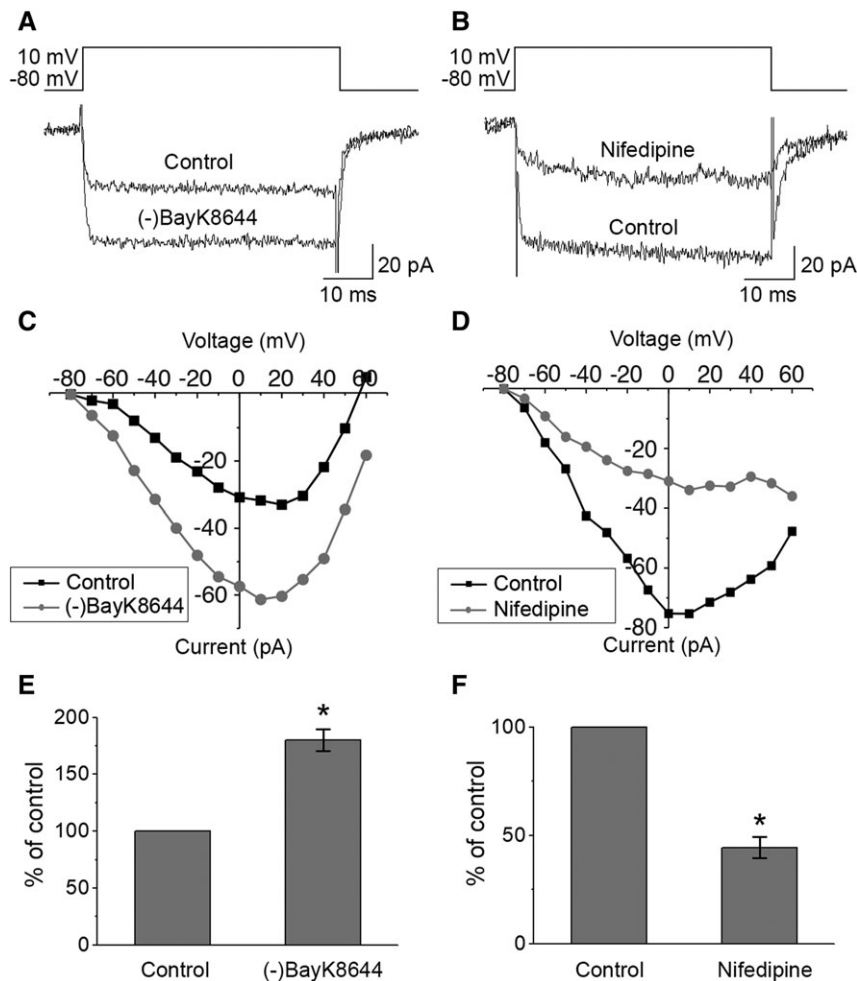 A
10 mV
-80 mV
Control
(-)BayK8644
20 pA
10 ms
B
10 mV
-80 mV
Nifedipine
Control
20 pA
10 ms
C
Voltage (mV)
-80 -60 -40 -20 0 20 40 60
-20
-40
-60
Control
(-)BayK8644
Current (pA)
D
Voltage (mV)
-80 -60 -40 -20 0 20 40 60
-20
-40
-60
-80
Control
Nifedipine
Current (pA)
E
% of control
200
150
100
50
0
*
Control (-)BayK8644
F
% of control
100
50
0
*
Control Nifedipine